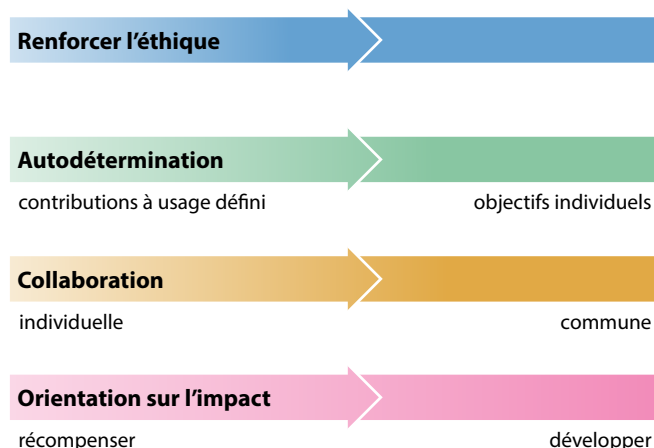 Renforcer l’éthique
Autodétermination
contributions à usage défini
objectifs individuels
Collaboration
individuelle
commune
Orientation sur l’impact
récompenser
développer